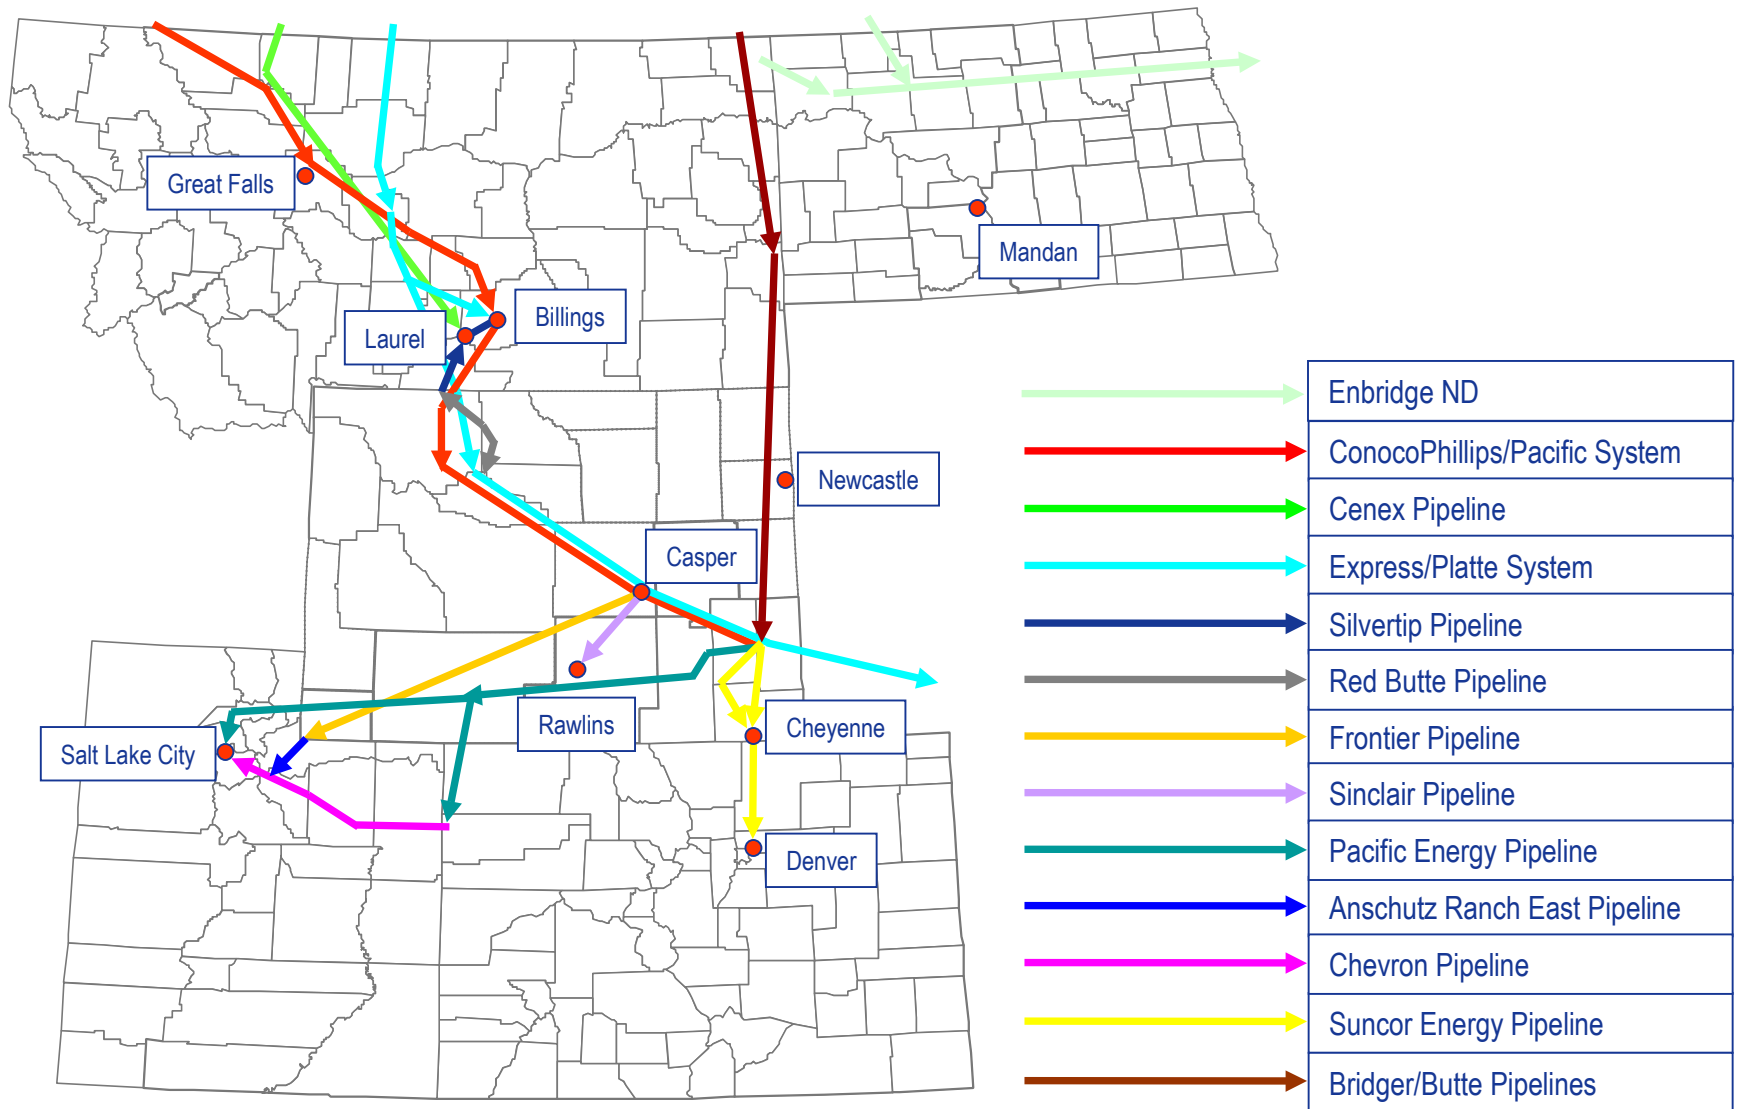 Great Falls
Mandan
Billings
Laurel
Newcastle
Casper
Rawlins
Cheyenne
Salt Lake City
Denver
Enbridge ND
ConocoPhillips/Pacific System
Cenex Pipeline
Express/Platte System
Silvertip Pipeline
Red Butte Pipeline
Frontier Pipeline
Sinclair Pipeline
Pacific Energy Pipeline
Anschutz Ranch East Pipeline
Chevron Pipeline
Suncor Energy Pipeline
Bridger/Butte Pipelines